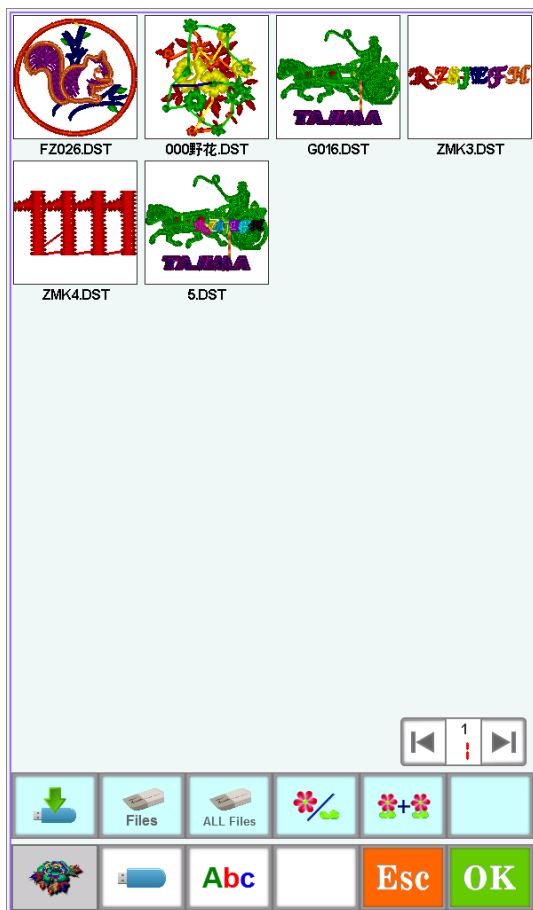 TAJIMA
RZSJEFH
FZ026.DST
000野花.DST
G016.DST
ZMK3.DST
TAJIMA
ZMK4.DST
5.DST
1
Files
ALL Files
Abc
Esc
OK